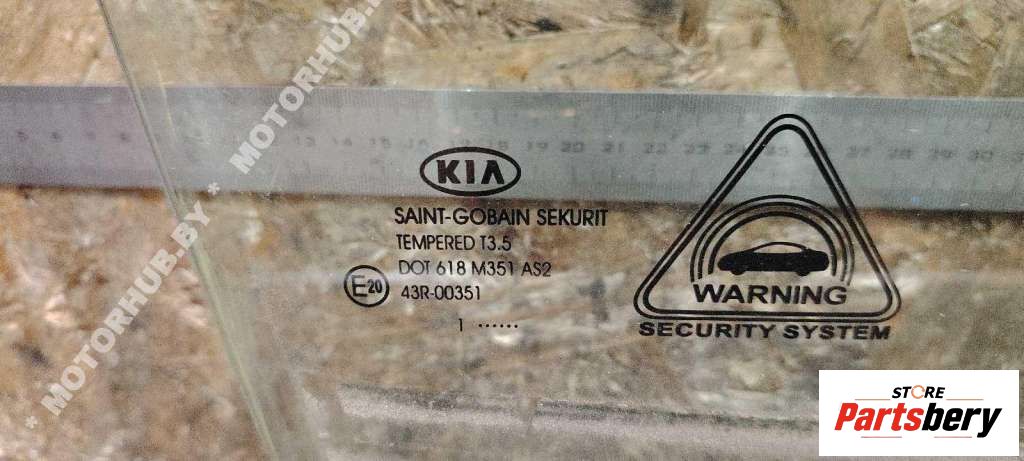 * MOTORHUB.BY * MOTORHUB.BY
KIA
SAINT-GOBAIN SEKURIT
TEMPERED T3.5
DOT 618 M351 AS2
E20 43R-00351
1 ......
WARNING
SECURITY SYSTEM
STORE
Partsbery